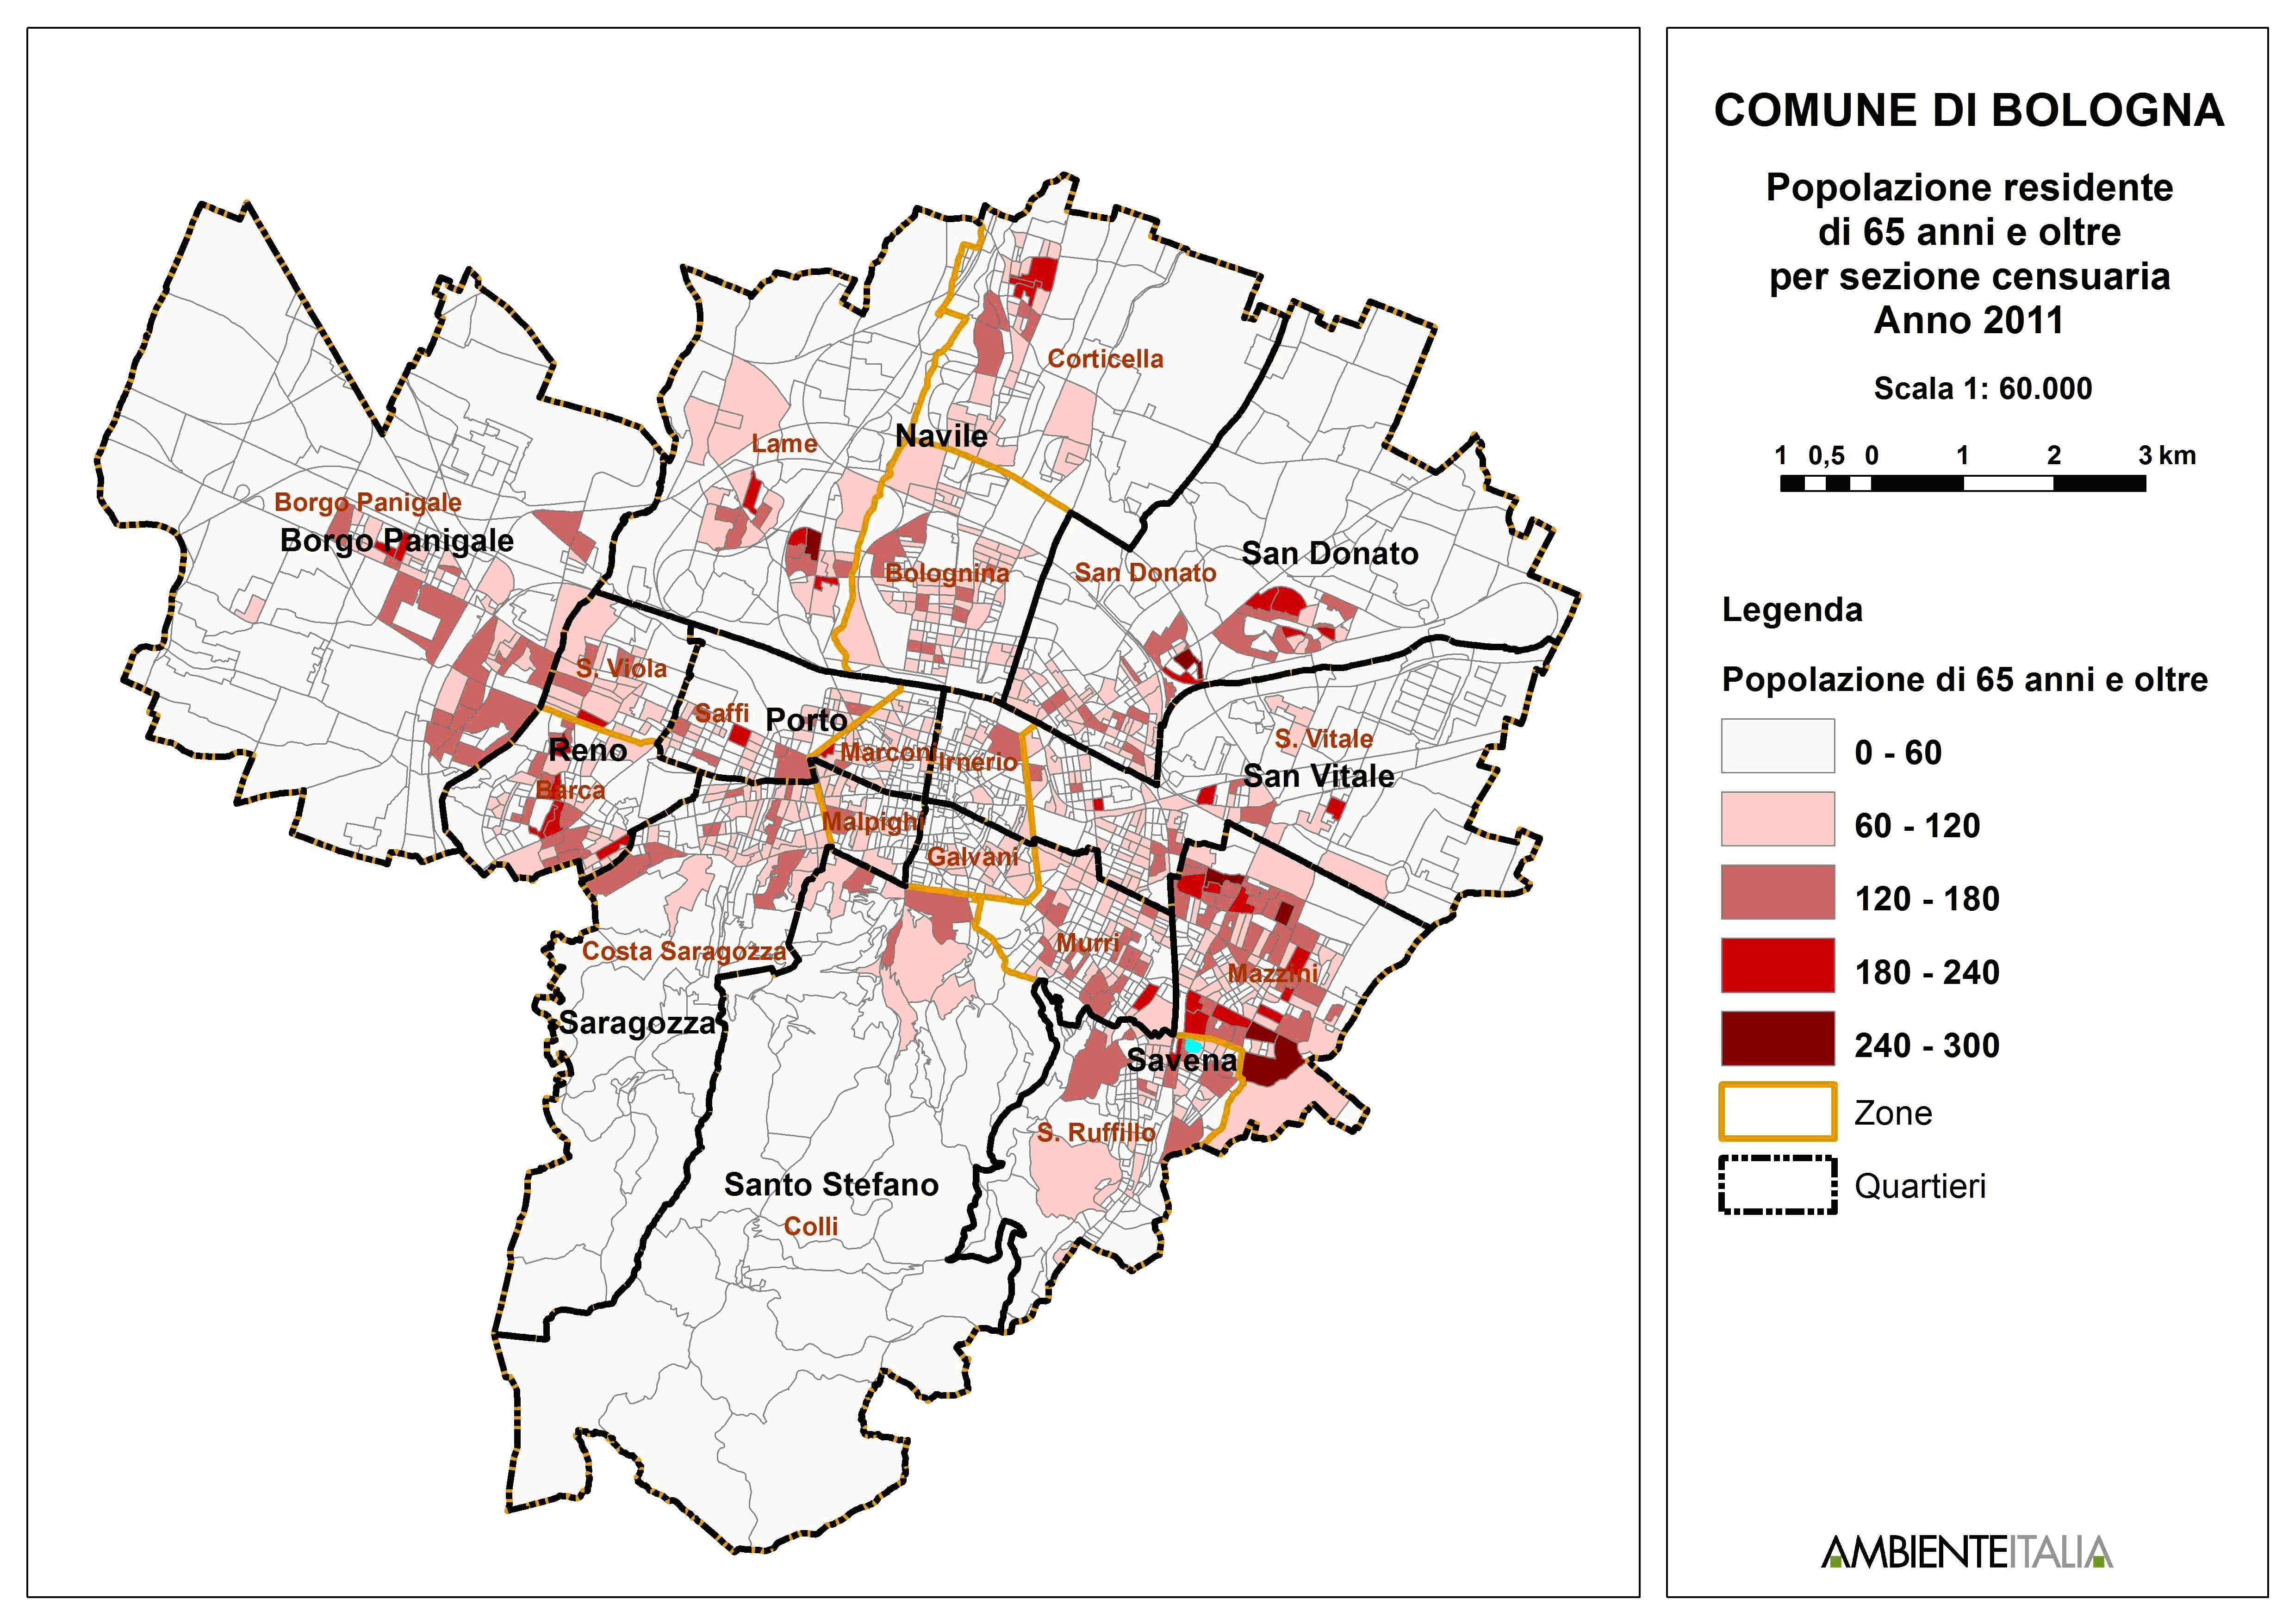 COMUNE DI BOLOGNA
Popolazione residente
di 65 anni e oltre
per sezione censuaria
Anno 2011
Scala 1: 60.000
1 0,5 0 1 2 3 km
Legenda
Popolazione di 65 anni e oltre
0 - 60
60 - 120
120 - 180
180 - 240
240 - 300
Zone
Quartieri
AMBIENTEITALIA
Corticella
Navile
Lame
Borgo Panigale
Borgo Panigale
San Donato
San Donato
Bolognina
S. Viola
Saffi
Porto
Reno
Marconi
Irnerio
S. Vitale
San Vitale
Barca
Malpighi
Galvani
Murri
Costa Saragozza
Mazzini
Saragozza
Savena
S. Ruffillo
Santo Stefano
Colli